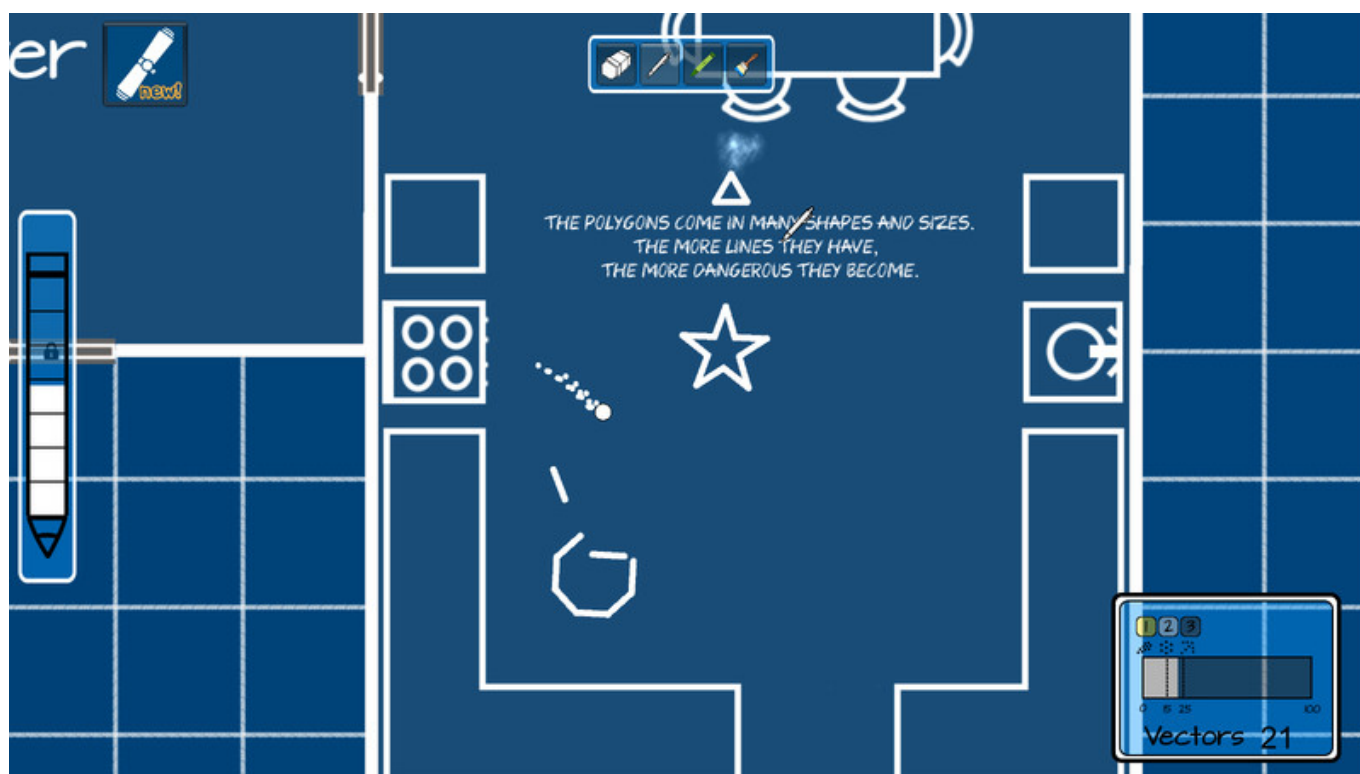 er
new!
THE POLYGONS COME IN MANY SHAPES AND SIZES.
THE MORE LINES THEY HAVE,
THE MORE DANGEROUS THEY BECOME.
1 2 3
0 15 25 100
Vectors 21